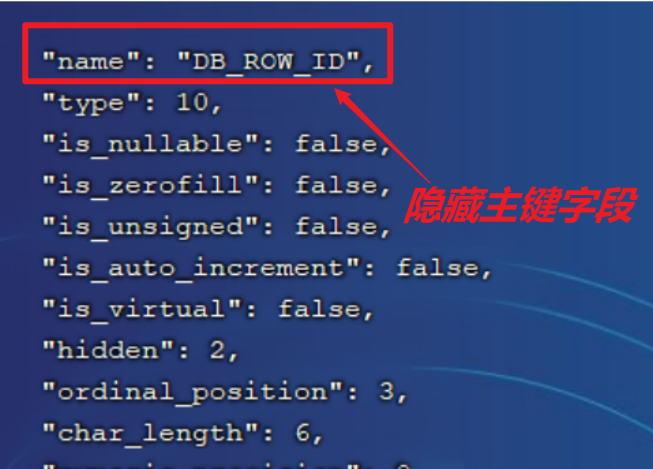 "name": "DB_ROW_ID",
"type": 10,
"is_nullable": false,
"is_zerofill": false,
隐藏主键字段
"is_unsigned": false,
"is_auto_increment": false,
"is_virtual": false,
"hidden": 2,
"ordinal_position": 3,
"char_length": 6,